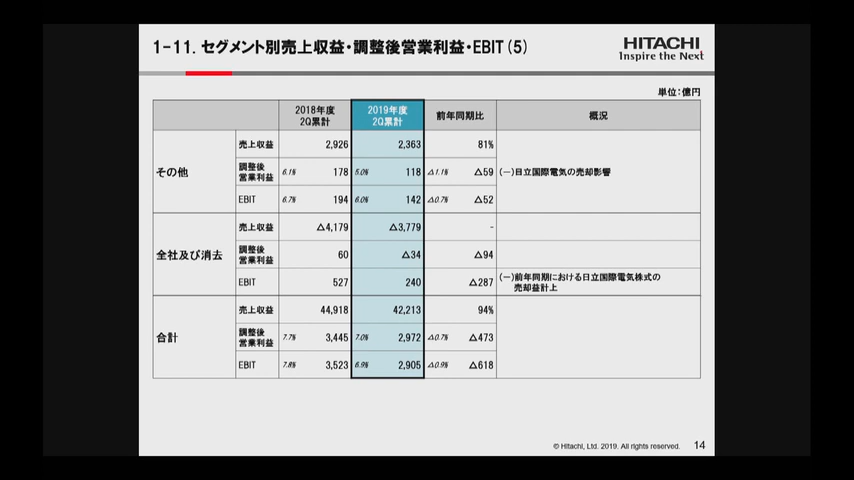 1-11. セグメント別売上収益・調整後営業利益・EBIT(5)
HITACHI
Inspire the Next
単位:億円
2018年度 2Q累計 2019年度 2Q累計 前年同期比 概況
その他
売上収益 2,926 2,363 81%
調整後営業利益 6.1% 178 5.0% 118 △1.1% △59 (-)日立国際電気の売却影響
EBIT 6.7% 194 6.0% 142 △0.7% △52
全社及び消去
売上収益 △4,179 △3,779 -
調整後営業利益 60 △34 △94
EBIT 527 240 △287 (-)前年同期における日立国際電気株式の
売却益計上
合計
売上収益 44,918 42,213 94%
調整後営業利益 7.7% 3,445 7.0% 2,972 △0.7% △473
EBIT 7.8% 3,523 6.9% 2,905 △0.9% △618
© Hitachi, Ltd. 2019. All rights reserved. 14